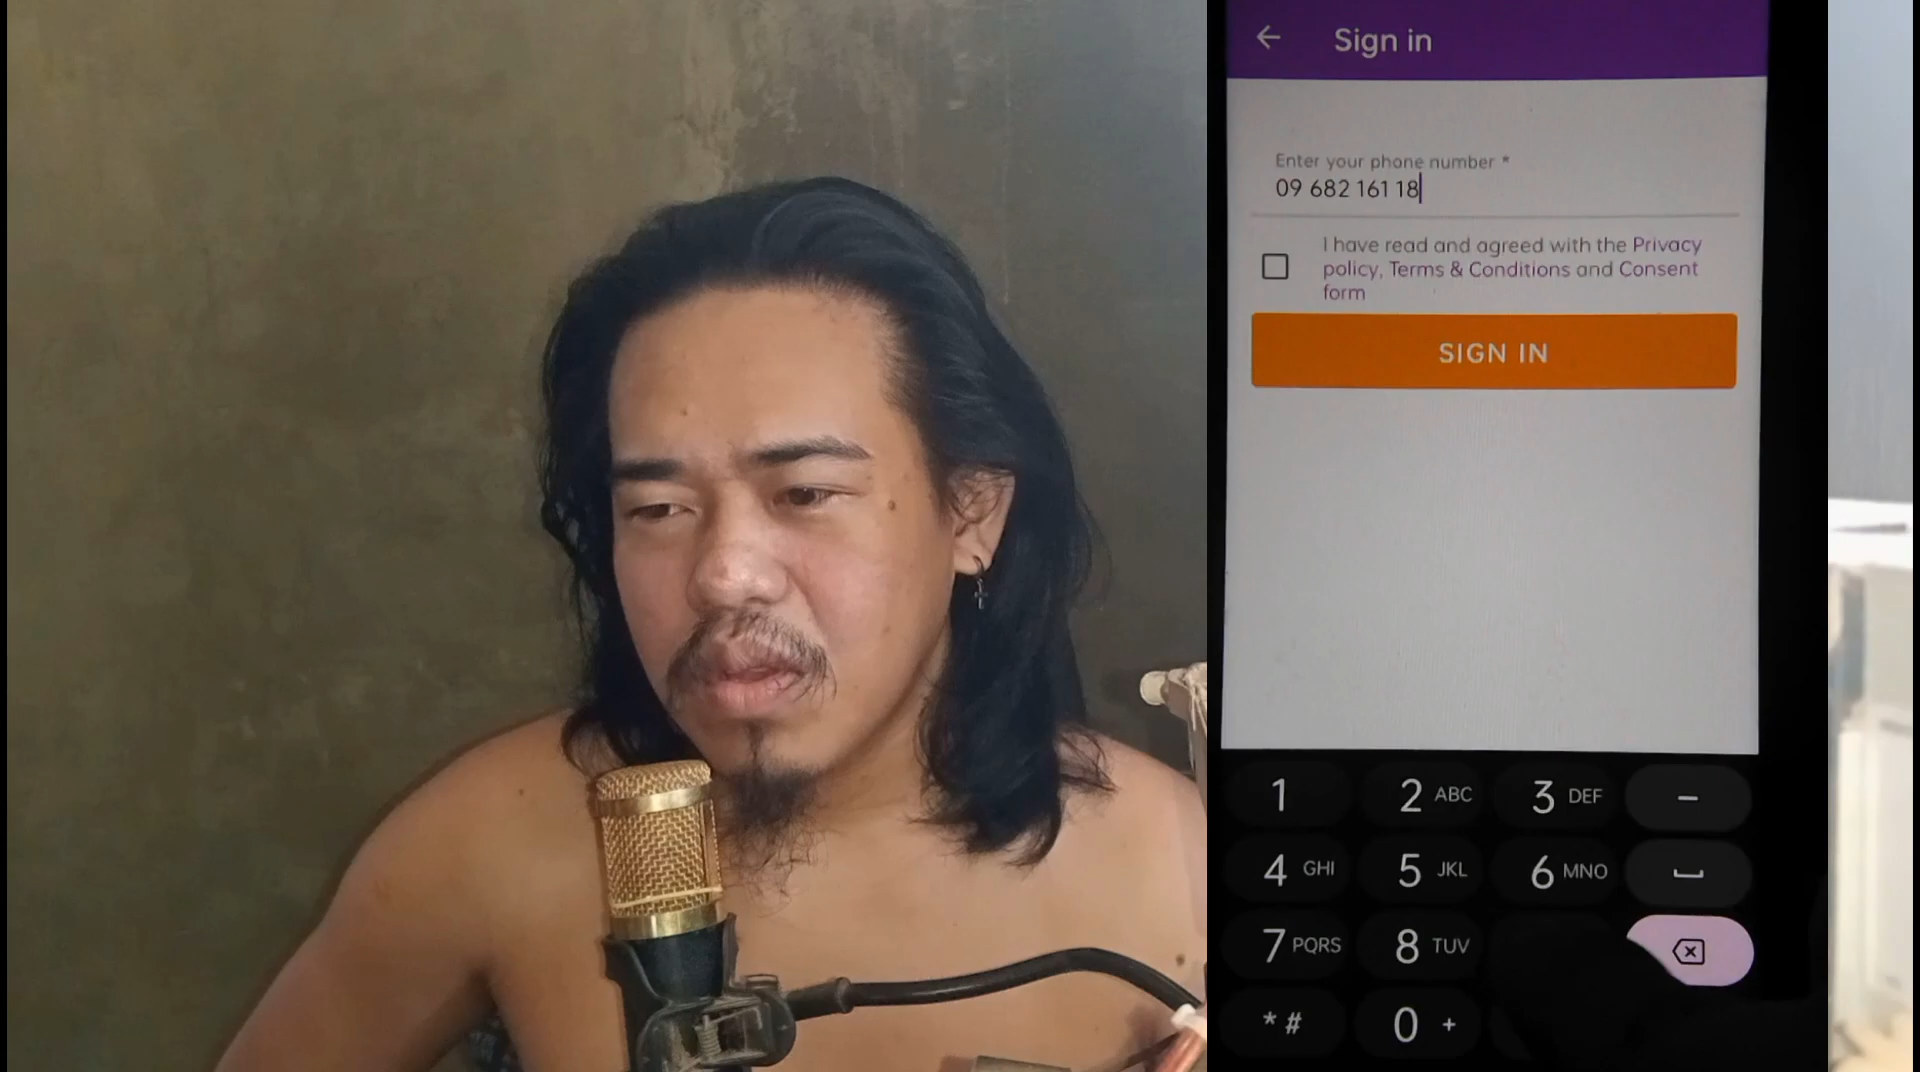 Sign in
Enter your phone number *
09 682 161 18
I have read and agreed with the Privacy
policy, Terms & Conditions and Consent
form
SIGN IN
1 2 ABC 3 DEF –
4 GHI 5 JKL 6 MNO
7 PQRS 8 TUV
* # 0 +